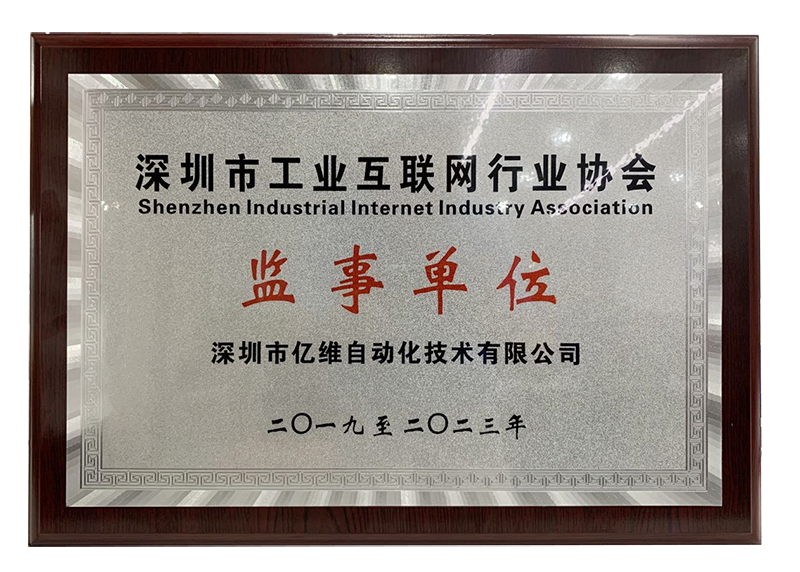 深圳市工业互联网行业协会
Shenzhen Industrial Internet Industry Association
监事单位
深圳市亿维自动化技术有限公司
二〇一九至二〇二三年